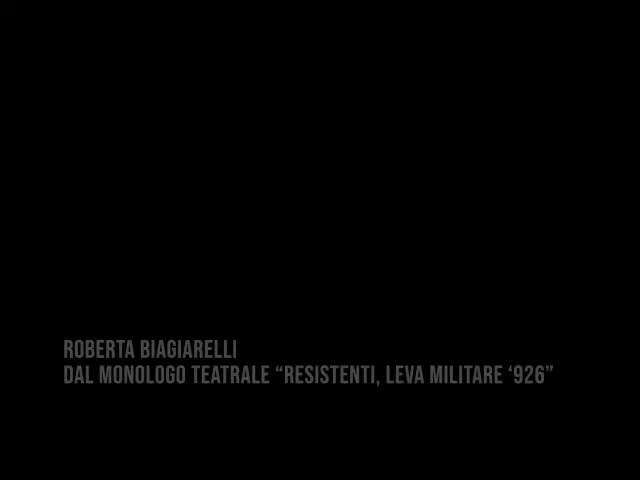 ROBERTA BIAGIARELLI
DAL MONOLOGO TEATRALE “RESISTENTI, LEVA MILITARE ‘926”